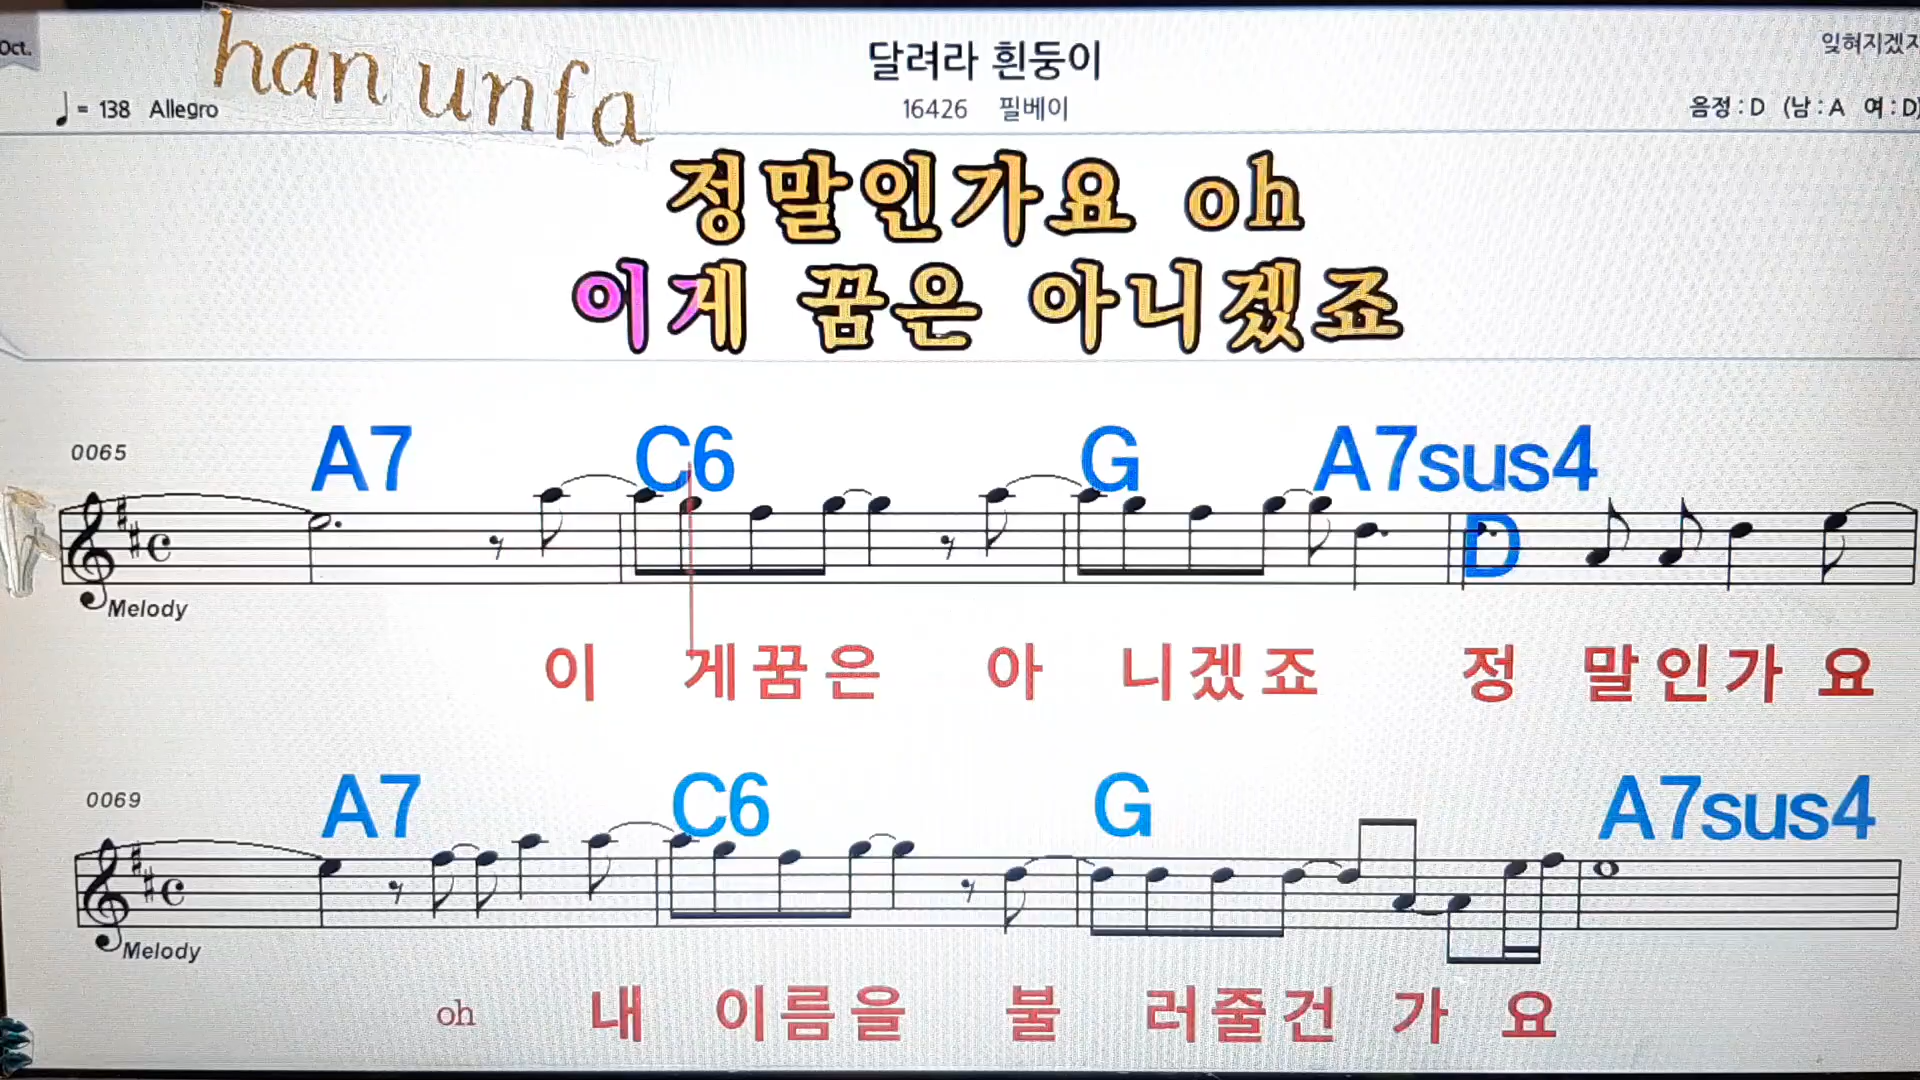 Oct.
han unfa
달려라 흰둥이
잊혀지겠지
♩= 138 Allegro
16426 필베이
음정 : D (남 : A 여 : D)
정말인가요 oh
이게 꿈은 아니겠죠
0065
A7 C6 G A7sus4
D
Melody
이 게꿈은 아 니겠죠 정 말인가 요
0069
A7 C6 G A7sus4
Melody
oh 내 이름을 불 러줄건 가 요